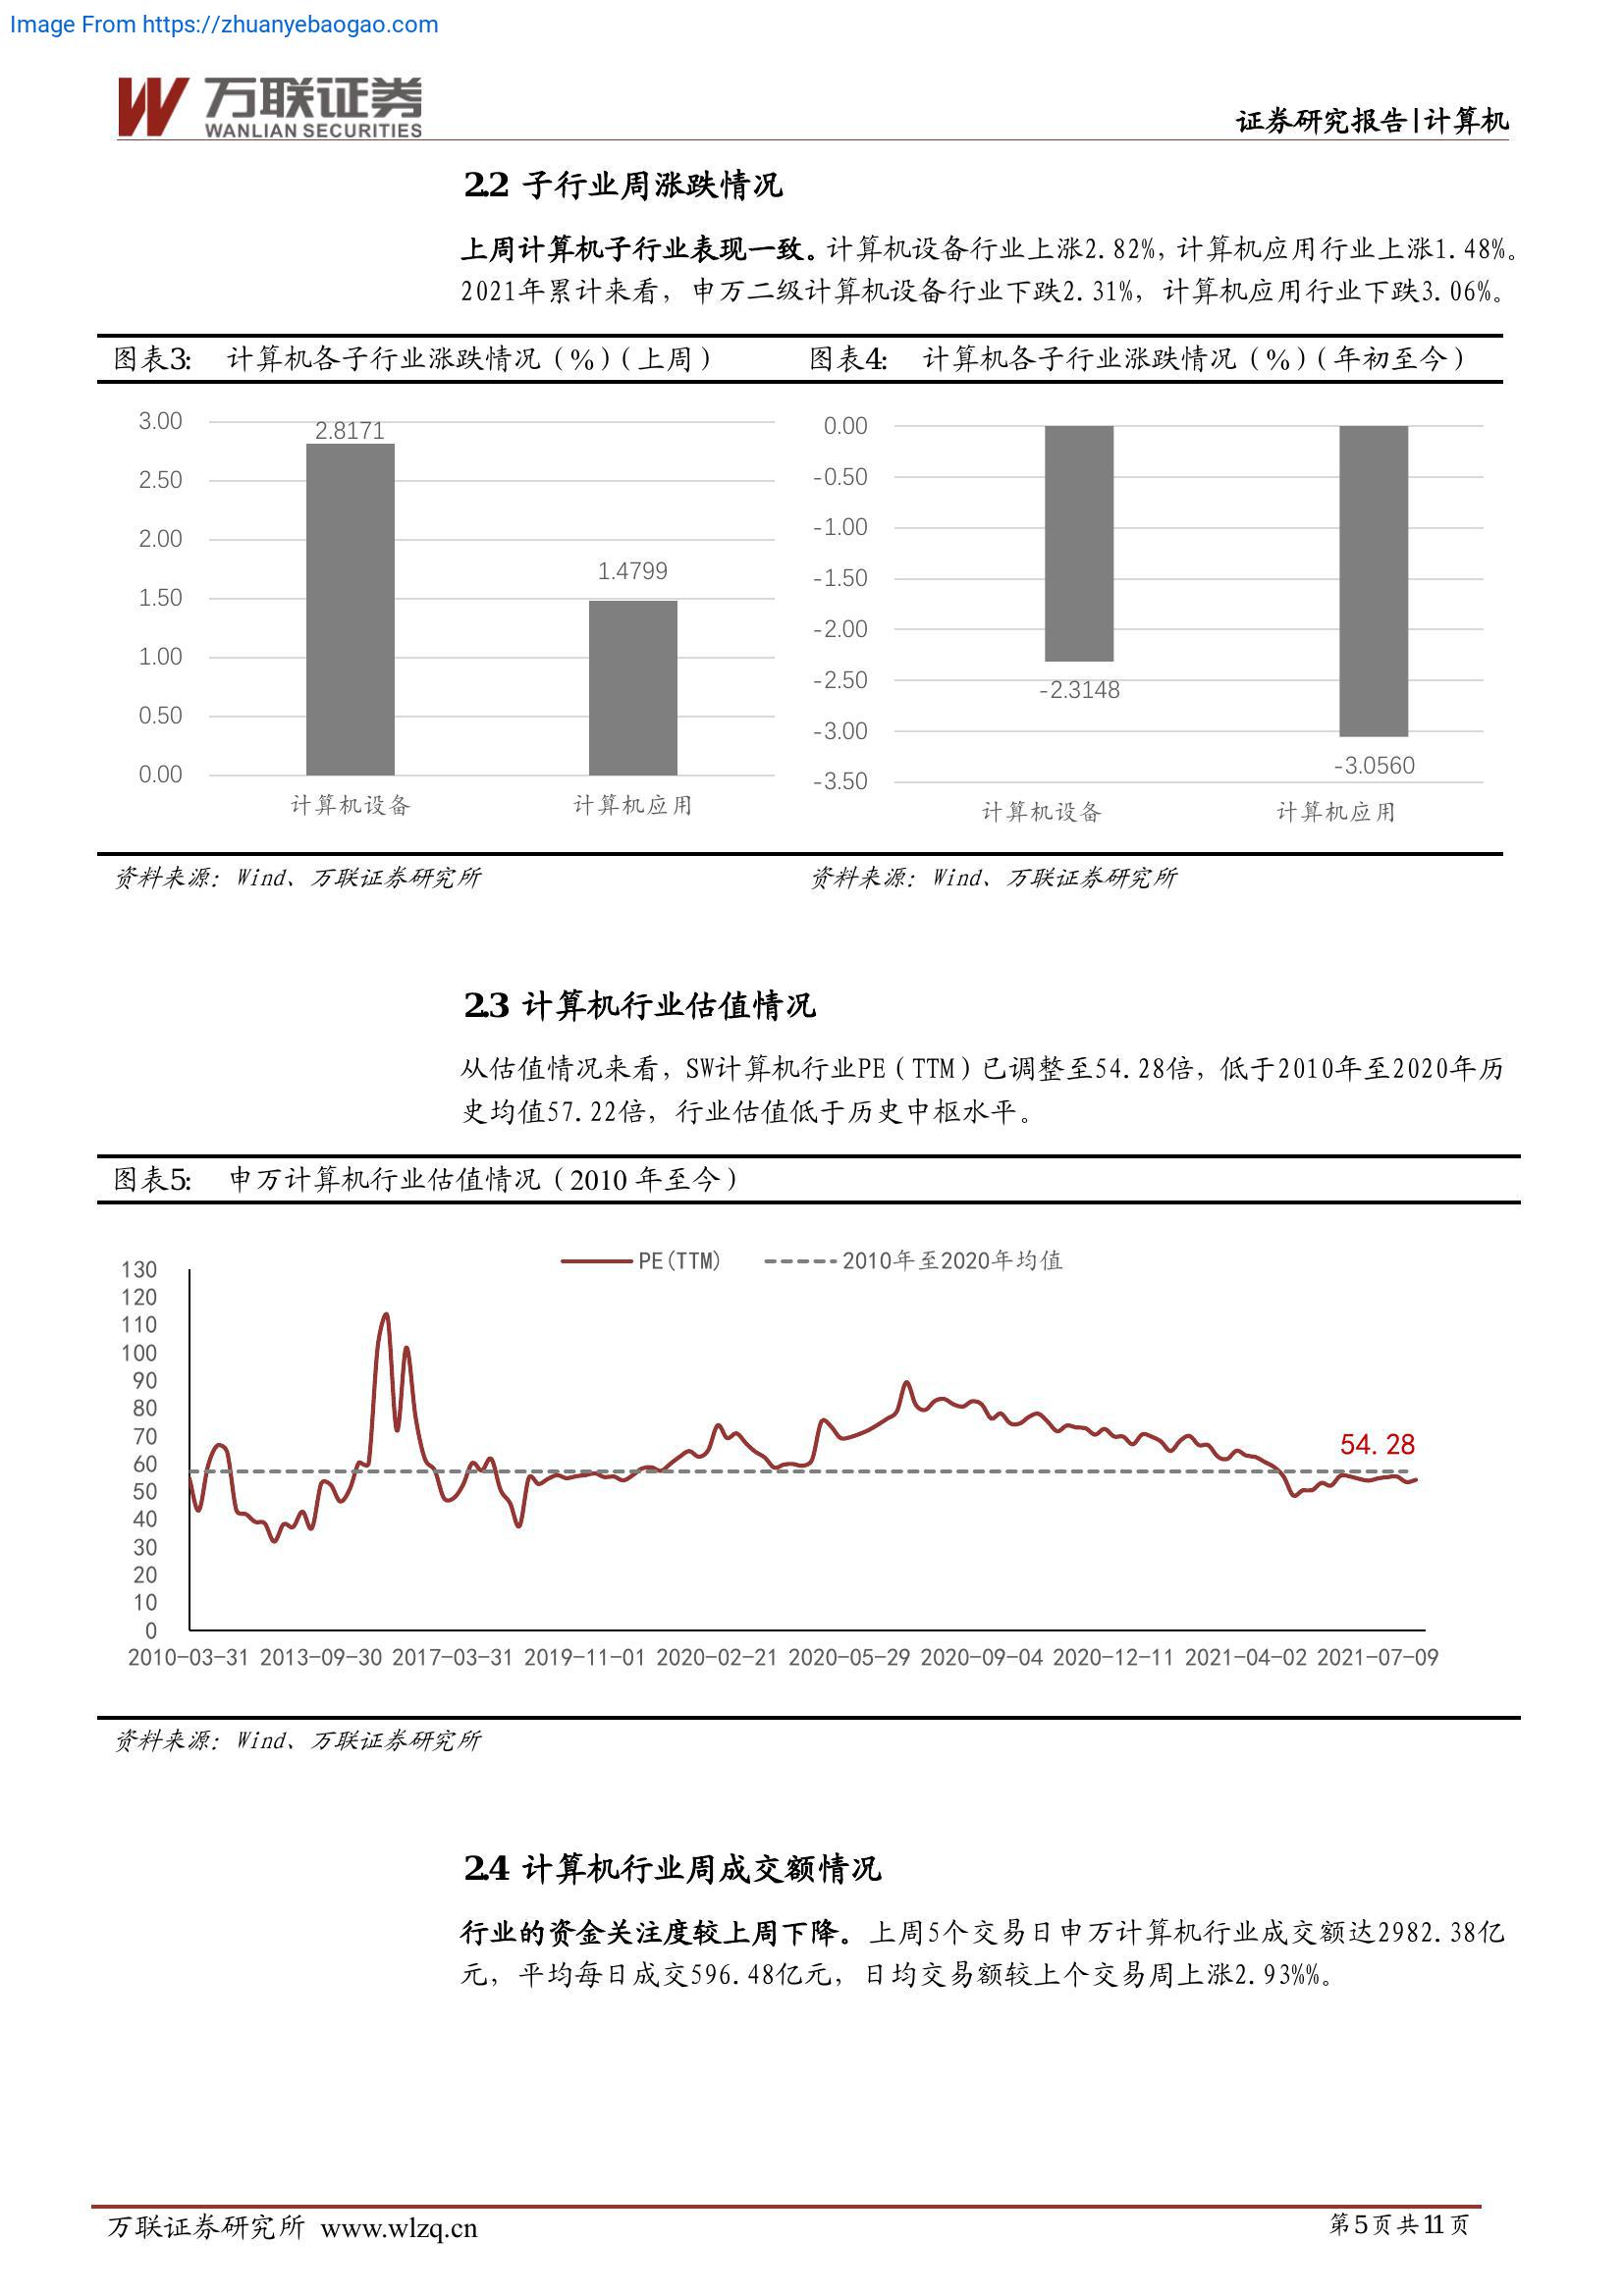 Image From https://zhuanyebaogao.com
万联证券
WANLIAN SECURITIES
证券研究报告|计算机
2.2 子行业周涨跌情况
上周计算机子行业表现一致。计算机设备行业上涨2.82%，计算机应用行业上涨1.48%。
2021年累计来看，申万二级计算机设备行业下跌2.31%，计算机应用行业下跌3.06%。
图表3: 计算机各子行业涨跌情况（%）（上周）
3.00
2.50
2.00
1.50
1.00
0.50
0.00
2.8171
1.4799
计算机设备 计算机应用
资料来源：Wind、万联证券研究所
图表4: 计算机各子行业涨跌情况（%）（年初至今）
0.00
-0.50
-1.00
-1.50
-2.00
-2.50
-3.00
-3.50
-2.3148
-3.0560
计算机设备 计算机应用
资料来源：Wind、万联证券研究所
2.3 计算机行业估值情况
从估值情况来看，SW计算机行业PE（TTM）已调整至54.28倍，低于2010年至2020年历
史均值57.22倍，行业估值低于历史中枢水平。
图表5: 申万计算机行业估值情况（2010 年至今）
PE(TTM) 2010年至2020年均值
130
120
110
100
90
80
70
60
50
40
30
20
10
0
54.28
2010-03-31 2013-09-30 2017-03-31 2019-11-01 2020-02-21 2020-05-29 2020-09-04 2020-12-11 2021-04-02 2021-07-09
资料来源：Wind、万联证券研究所
2.4 计算机行业周成交额情况
行业的资金关注度较上周下降。上周5个交易日申万计算机行业成交额达2982.38亿
元，平均每日成交596.48亿元，日均交易额较上个交易周上涨2.93%%。
万联证券研究所 www.wlzq.cn
第 5 页 共 11 页